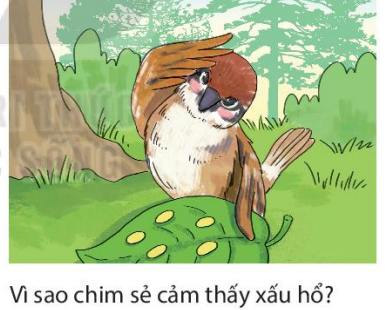 Vì sao chim sẻ cảm thấy xấu hổ?